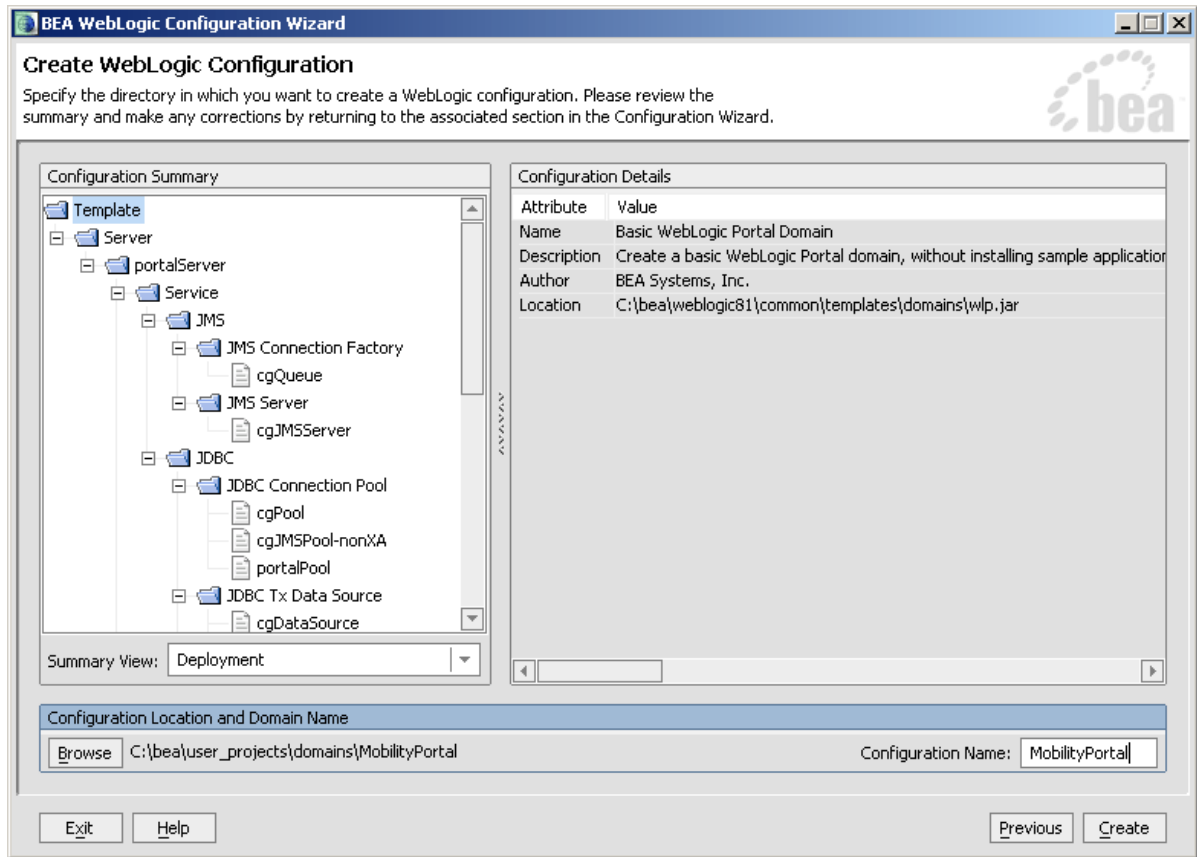 BEA WebLogic Configuration Wizard
Create WebLogic Configuration
Specify the directory in which you want to create a WebLogic configuration. Please review the
summary and make any corrections by returning to the associated section in the Configuration Wizard.
bea
Configuration Summary
Template
Server
portalServer
Service
JMS
JMS Connection Factory
cgQueue
JMS Server
cgJMSServer
JDBC
JDBC Connection Pool
cgPool
cgJMSPool-nonXA
portalPool
JDBC Tx Data Source
cgDataSource
Summary View: Deployment
Configuration Details
Attribute Value
Name Basic WebLogic Portal Domain
Description Create a basic WebLogic Portal domain, without installing sample application
Author BEA Systems, Inc.
Location C:\bea\weblogic81\common\templates\domains\wlp.jar
Configuration Location and Domain Name
Browse C:\bea\user_projects\domains\MobilityPortal Configuration Name: MobilityPortal
Exit Help Previous Create